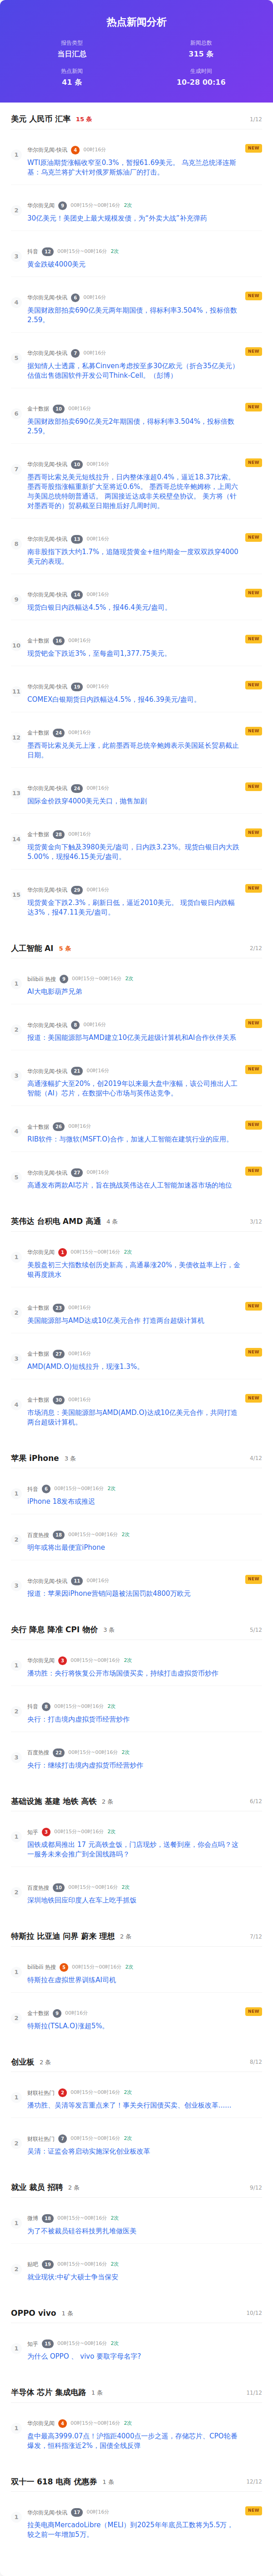 热点新闻分析
报告类型
当日汇总
新闻总数
315 条
热点新闻
41 条
生成时间
10-28 00:16
美元 人民币 汇率 15 条 1/12
1
华尔街见闻-快讯 4 00时16分 NEW
WTI原油期货涨幅收窄至0.3%，暂报61.69美元。 乌克兰总统泽连斯
基：乌克兰将扩大针对俄罗斯炼油厂的打击。
2
华尔街见闻 9 00时15分~00时16分 2次
30亿美元！美团史上最大规模发债，为“外卖大战”补充弹药
3
抖音 12 00时15分~00时16分 2次
黄金跌破4000美元
4
华尔街见闻-快讯 6 00时16分 NEW
美国财政部拍卖690亿美元两年期国债，得标利率3.504%，投标倍数
2.59。
5
华尔街见闻-快讯 7 00时16分 NEW
据知情人士透露，私募Cinven考虑按至多30亿欧元（折合35亿美元）
估值出售德国软件开发公司Think-Cell。（彭博）
6
金十数据 10 00时16分 NEW
美国财政部拍卖690亿美元2年期国债，得标利率3.504%，投标倍数
2.59。
7
华尔街见闻-快讯 10 00时16分 NEW
墨西哥比索兑美元短线拉升，日内整体涨超0.4%，逼近18.37比索。
墨西哥股指涨幅重新扩大至将近0.6%。 墨西哥总统辛鲍姆称，上周六
与美国总统特朗普通话。 两国接近达成非关税壁垒协议。 美方将（针
对墨西哥的）贸易截至日期推后好几周时间。
8
华尔街见闻-快讯 13 00时16分 NEW
南非股指下跌大约1.7%，追随现货黄金+纽约期金一度双双跌穿4000
美元的表现。
9
华尔街见闻-快讯 14 00时16分 NEW
现货白银日内跌幅达4.5%，报46.4美元/盎司。
10
金十数据 16 00时16分 NEW
现货钯金下跌近3%，至每盎司1,377.75美元。
11
华尔街见闻-快讯 19 00时16分 NEW
COMEX白银期货日内跌幅达4.5%，报46.39美元/盎司。
12
金十数据 24 00时16分 NEW
墨西哥比索兑美元上涨，此前墨西哥总统辛鲍姆表示美国延长贸易截止
日期。
13
华尔街见闻-快讯 24 00时16分 NEW
国际金价跌穿4000美元关口，抛售加剧
14
金十数据 28 00时16分 NEW
现货黄金向下触及3980美元/盎司，日内跌3.23%。现货白银日内大跌
5.00%，现报46.15美元/盎司。
15
华尔街见闻-快讯 29 00时16分 NEW
现货黄金下跌2.3%，刷新日低，逼近2010美元。 现货白银日内跌幅
达3%，报47.11美元/盎司。
人工智能 AI 5 条 2/12
1
bilibili 热搜 9 00时15分~00时16分 2次
AI大电影葫芦兄弟
2
华尔街见闻-快讯 8 00时16分 NEW
报道：美国能源部与AMD建立10亿美元超级计算机和AI合作伙伴关系
3
华尔街见闻-快讯 21 00时16分 NEW
高通涨幅扩大至20%，创2019年以来最大盘中涨幅，该公司推出人工
智能（AI）芯片，在数据中心市场与英伟达竞争。
4
金十数据 26 00时16分 NEW
RIB软件：与微软(MSFT.O)合作，加速人工智能在建筑行业的应用。
5
华尔街见闻-快讯 27 00时16分 NEW
高通发布两款AI芯片，旨在挑战英伟达在人工智能加速器市场的地位
英伟达 台积电 AMD 高通 4 条 3/12
1
华尔街见闻 1 00时15分~00时16分 2次
美股盘初三大指数续创历史新高，高通暴涨20%，美债收益率上行，金
银再度跳水
2
金十数据 23 00时16分 NEW
美国能源部与AMD达成10亿美元合作 打造两台超级计算机
3
金十数据 27 00时16分 NEW
AMD(AMD.O)短线拉升，现涨1.3%。
4
金十数据 30 00时16分 NEW
市场消息：美国能源部与AMD(AMD.O)达成10亿美元合作，共同打造
两台超级计算机。
苹果 iPhone 3 条 4/12
1
抖音 6 00时15分~00时16分 2次
iPhone 18发布或推迟
2
百度热搜 18 00时15分~00时16分 2次
明年或将出最便宜iPhone
3
华尔街见闻-快讯 11 00时16分 NEW
报道：苹果因iPhone营销问题被法国罚款4800万欧元
央行 降息 降准 CPI 物价 3 条 5/12
1
华尔街见闻 3 00时15分~00时16分 2次
潘功胜：央行将恢复公开市场国债买卖，持续打击虚拟货币炒作
2
抖音 8 00时15分~00时16分 2次
央行：打击境内虚拟货币经营炒作
3
百度热搜 22 00时15分~00时16分 2次
央行：继续打击境内虚拟货币经营炒作
基础设施 基建 地铁 高铁 2 条 6/12
1
知乎 3 00时15分~00时16分 2次
国铁成都局推出 17 元高铁盒饭，门店现炒，送餐到座，你会点吗？这
一服务未来会推广到全国线路吗？
2
百度热搜 10 00时15分~00时16分 2次
深圳地铁回应印度人在车上吃手抓饭
特斯拉 比亚迪 问界 蔚来 理想 2 条 7/12
1
bilibili 热搜 5 00时15分~00时16分 2次
特斯拉在虚拟世界训练AI司机
2
金十数据 9 00时16分 NEW
特斯拉(TSLA.O)涨超5%。
创业板 2 条 8/12
1
财联社热门 2 00时15分~00时16分 2次
潘功胜、吴清等发言重点来了！事关央行国债买卖、创业板改革……
2
财联社热门 7 00时15分~00时16分 2次
吴清：证监会将启动实施深化创业板改革
就业 裁员 招聘 2 条 9/12
1
微博 18 00时15分~00时16分 2次
为了不被裁员硅谷科技男扎堆做医美
2
贴吧 19 00时15分~00时16分 2次
就业现状:中矿大硕士争当保安
OPPO vivo 1 条 10/12
1
知乎 15 00时15分~00时16分 2次
为什么 OPPO 、 vivo 要取字母名字?
半导体 芯片 集成电路 1 条 11/12
1
华尔街见闻 4 00时15分~00时16分 2次
盘中最高3999.07点！沪指距4000点一步之遥，存储芯片、CPO轮番
爆发，恒科指涨近2%，国债全线反弹
双十一 618 电商 优惠券 1 条 12/12
1
华尔街见闻-快讯 17 00时16分 NEW
拉美电商MercadoLibre（MELI）到2025年年底员工数将为5.5万，
较之前一年增加5万。